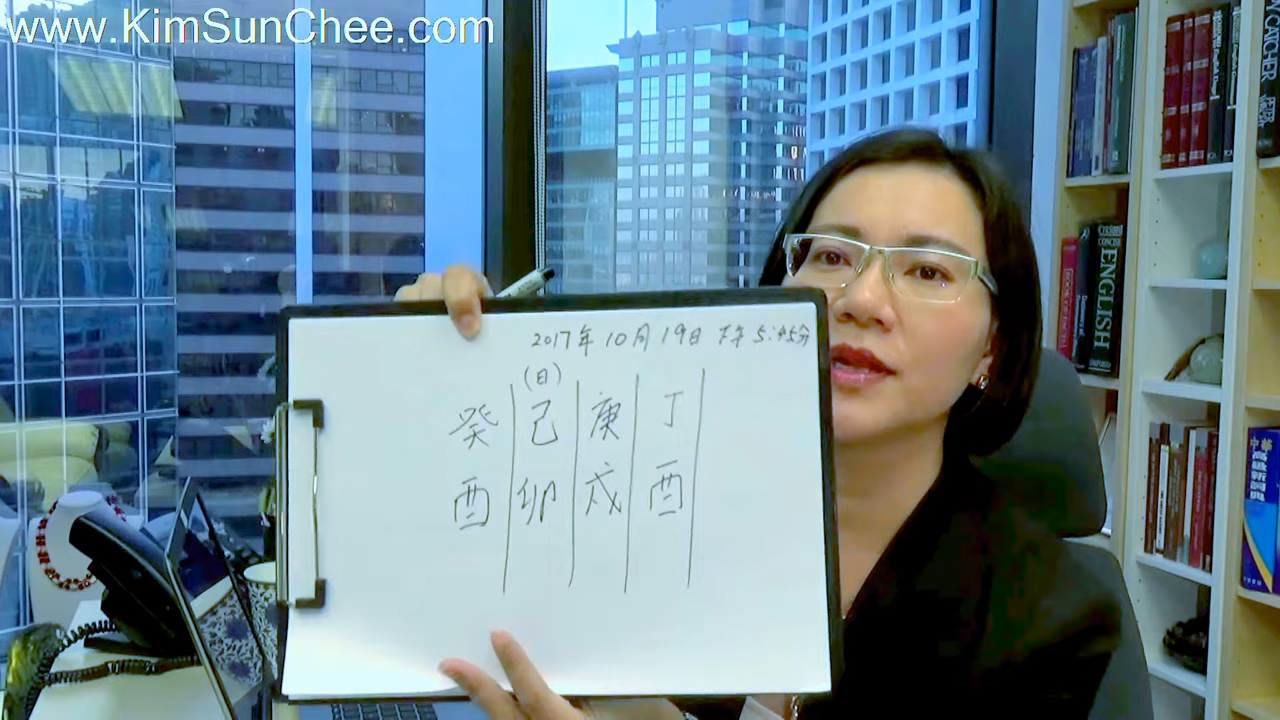 www.KimSunChee.com
2017年10月19日 下午 5:45分
(日)
癸 己 庚 丁
酉 卯 戌 酉
CONCISE
ENGLISH